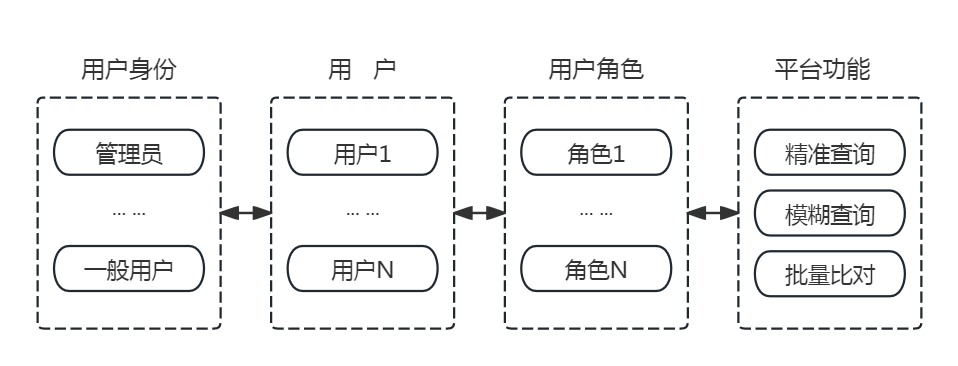 用户身份 用 户 用户角色 平台功能
管理员 用户1 角色1 精准查询
... ... ... ... ... ... 模糊查询
一般用户 用户N 角色N 批量比对